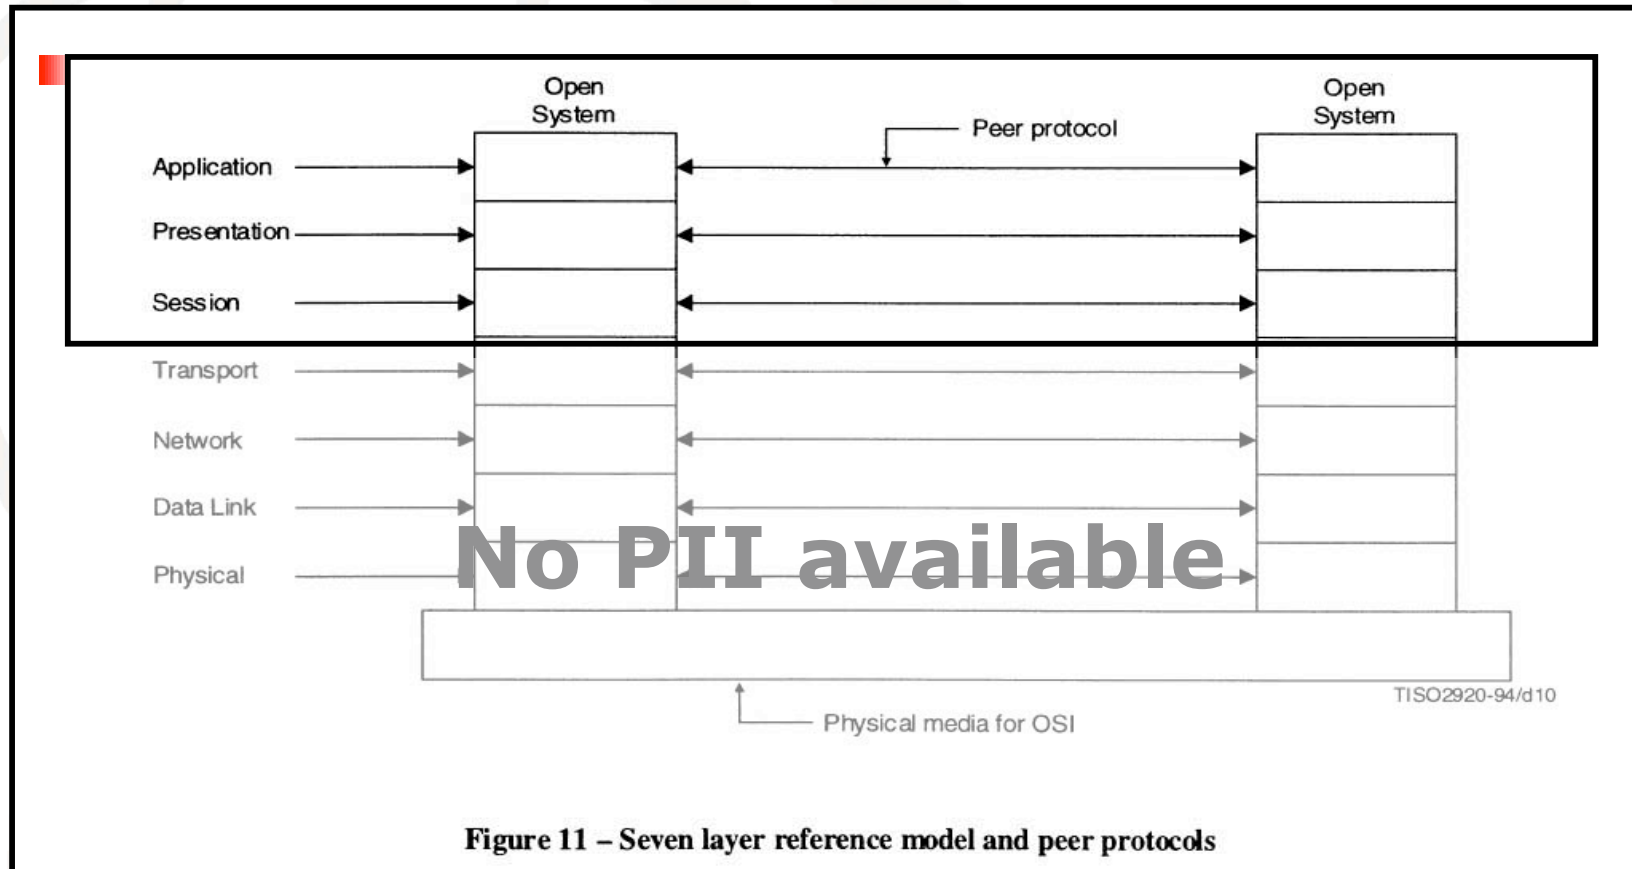 Open
System
Open
System
Peer protocol
Application
Presentation
Session
Transport
Network
Data Link
No PII available
Physical
TISO2920-94/d10
Physical media for OSI
Figure 11 – Seven layer reference model and peer protocols